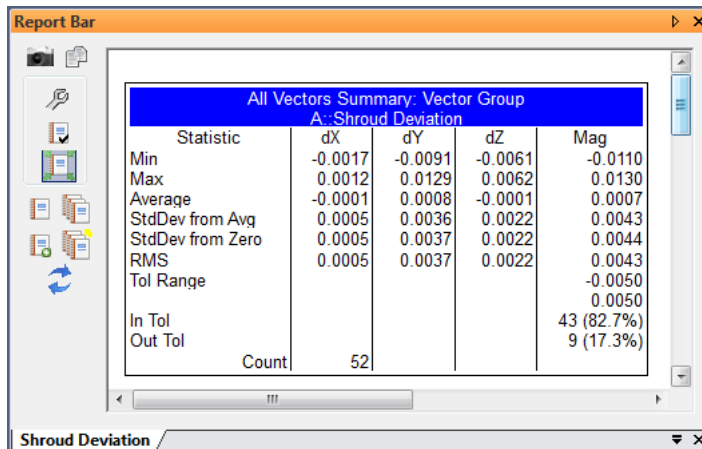 Report Bar
All Vectors Summary: Vector Group
A::Shroud Deviation
Statistic dX dY dZ Mag
Min -0.0017 -0.0091 -0.0061 -0.0110
Max 0.0012 0.0129 0.0062 0.0130
Average -0.0001 0.0008 -0.0001 0.0007
StdDev from Avg 0.0005 0.0036 0.0022 0.0043
StdDev from Zero 0.0005 0.0037 0.0022 0.0044
RMS 0.0005 0.0037 0.0022 0.0043
Tol Range -0.0050
0.0050
In Tol 43 (82.7%)
Out Tol 9 (17.3%)
Count 52
Shroud Deviation